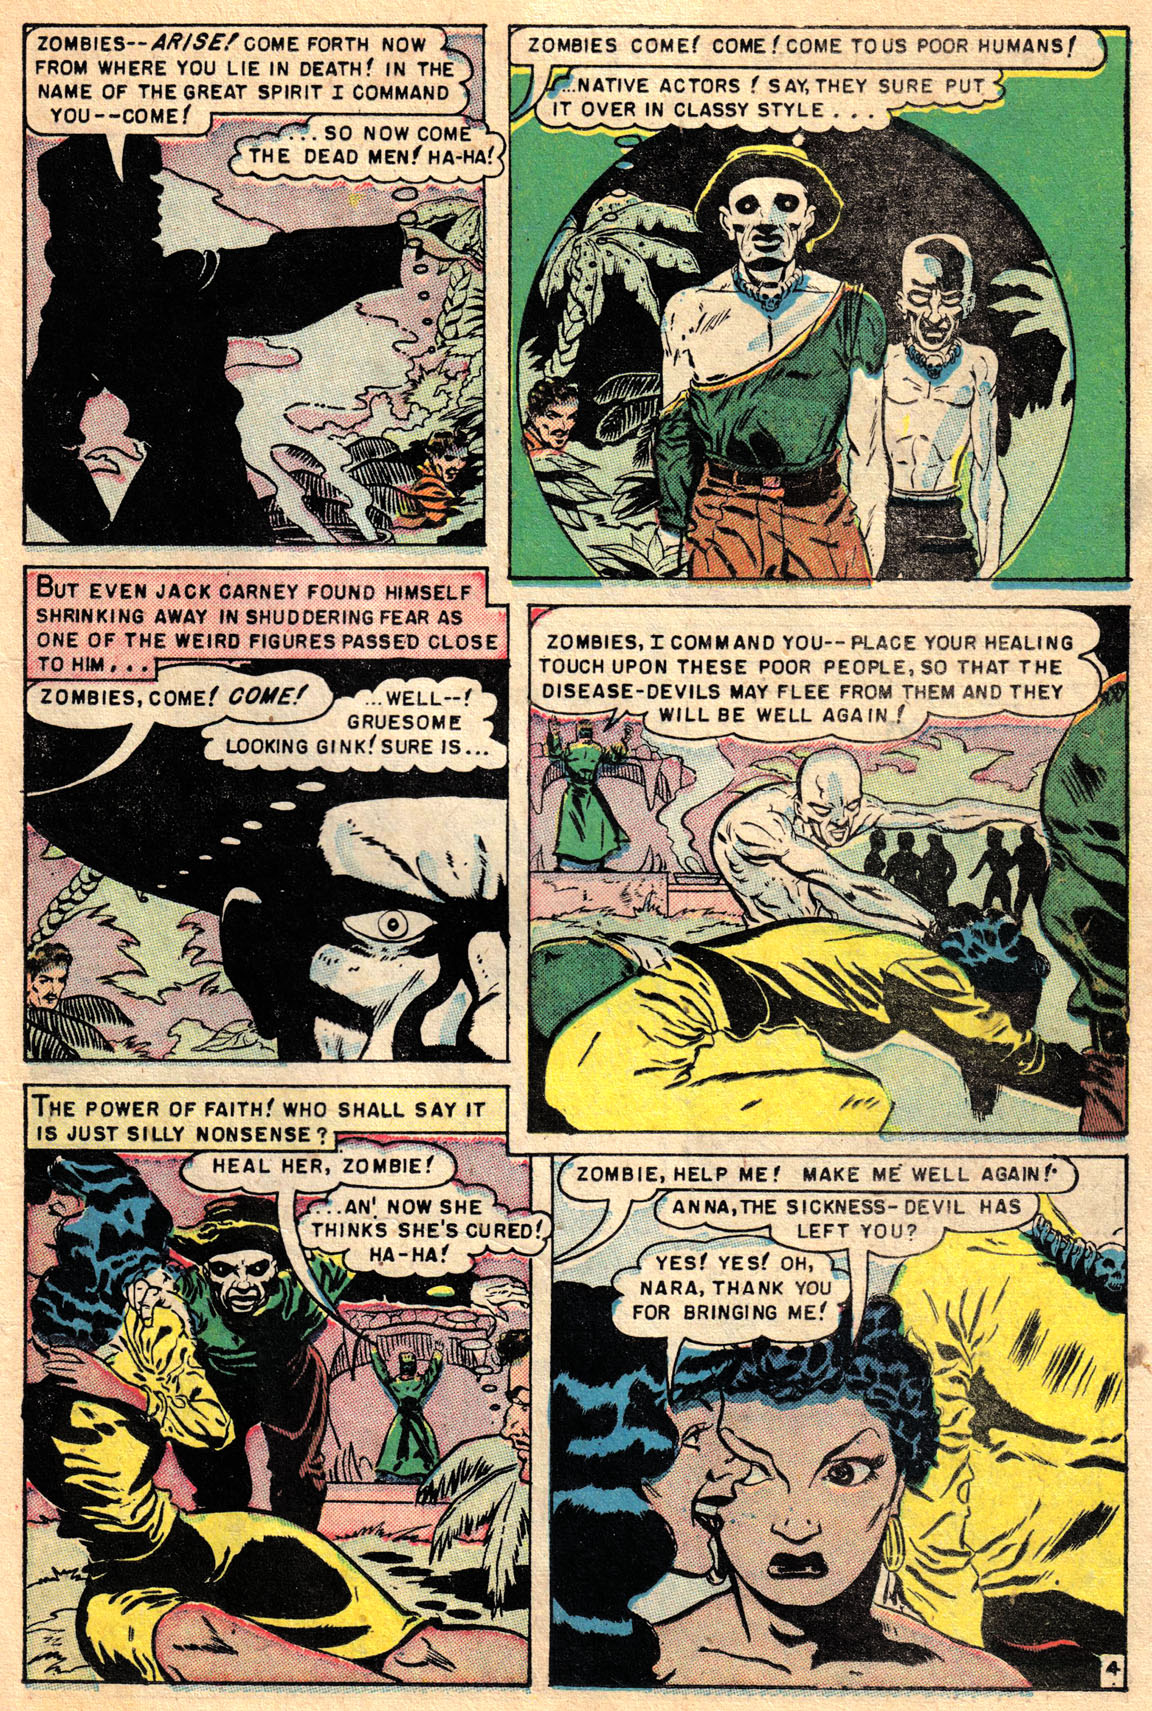 ZOMBIES-- ARISE! COME FORTH NOW
FROM WHERE YOU LIE IN DEATH! IN THE
NAME OF THE GREAT SPIRIT I COMMAND
YOU--COME!
...SO NOW COME
THE DEAD MEN! HA-HA!
ZOMBIES COME! COME! COME TO US POOR HUMANS!
...NATIVE ACTORS! SAY, THEY SURE PUT
IT OVER IN CLASSY STYLE...
BUT EVEN JACK CARNEY FOUND HIMSELF
SHRINKING AWAY IN SHUDDERING FEAR AS
ONE OF THE WEIRD FIGURES PASSED CLOSE
TO HIM...
ZOMBIES, COME! COME!
...WELL--!
GRUESOME
LOOKING GINK! SURE IS...
ZOMBIES, I COMMAND YOU-- PLACE YOUR HEALING
TOUCH UPON THESE POOR PEOPLE, SO THAT THE
DISEASE-DEVILS MAY FLEE FROM THEM AND THEY
WILL BE WELL AGAIN!
THE POWER OF FAITH! WHO SHALL SAY IT
IS JUST SILLY NONSENSE?
HEAL HER, ZOMBIE!
...AN' NOW SHE
THINKS SHE'S CURED!
HA-HA!
ZOMBIE, HELP ME! MAKE ME WELL AGAIN!
ANNA, THE SICKNESS-DEVIL HAS
LEFT YOU?
YES! YES! OH,
NARA, THANK YOU
FOR BRINGING ME!
4